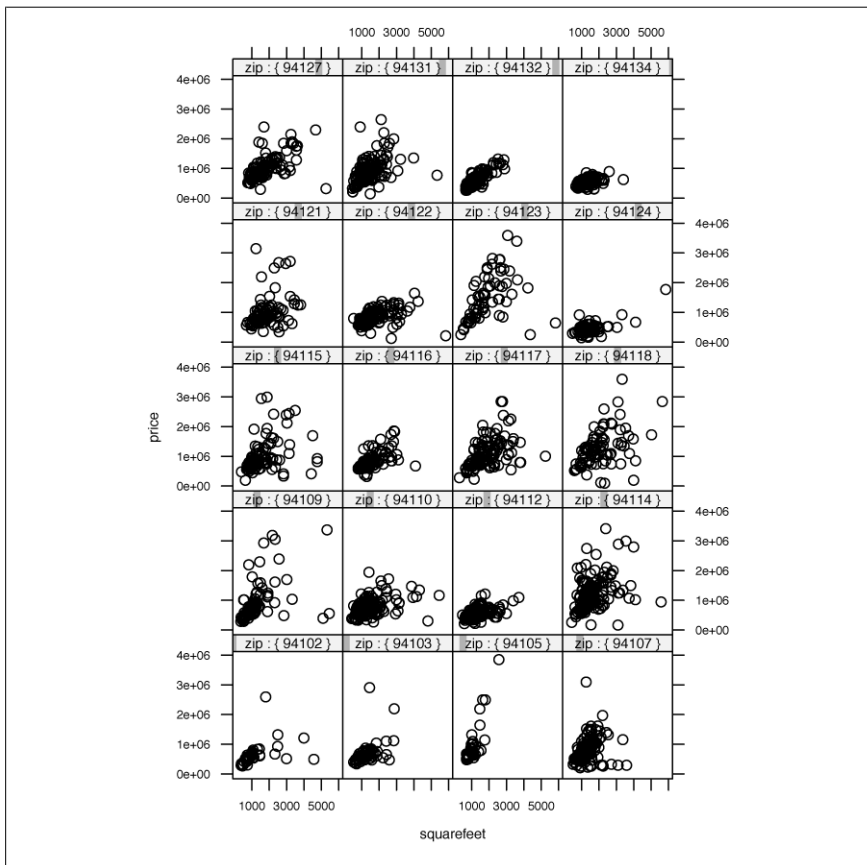 1000 3000 5000 1000 3000 5000
zip : { 94127 } zip : { 94131 } zip : { 94132 } zip : { 94134 }
4e+06
3e+06
2e+06
1e+06
0e+00
zip : { 94121 } zip : { 94122 } zip : { 94123 } zip : { 94124 }
4e+06
3e+06
2e+06
1e+06
0e+00
zip : { 94115 } zip : { 94116 } zip : { 94117 } zip : { 94118 }
4e+06
3e+06
2e+06
1e+06
0e+00
price
zip : { 94109 } zip : { 94110 } zip : { 94112 } zip : { 94114 }
4e+06
3e+06
2e+06
1e+06
0e+00
zip : { 94102 } zip : { 94103 } zip : { 94105 } zip : { 94107 }
4e+06
3e+06
2e+06
1e+06
0e+00
1000 3000 5000 1000 3000 5000
squarefeet